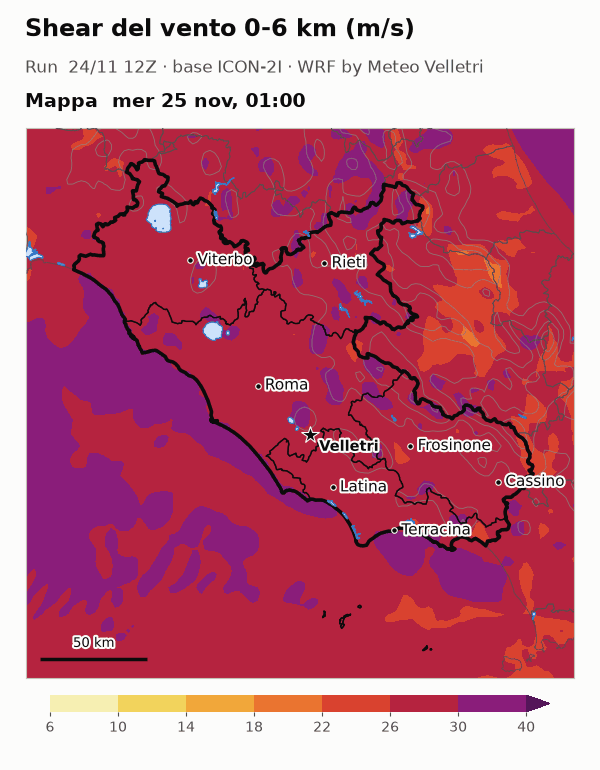 Shear del vento 0-6 km (m/s)
Run  24/11 12Z · base ICON-2I · WRF by Meteo Velletri
Mappa  mer 25 nov, 01:00
Viterbo
Rieti
Roma
Velletri
Frosinone
Latina
Cassino
Terracina
50 km
6 10 14 18 22 26 30 40